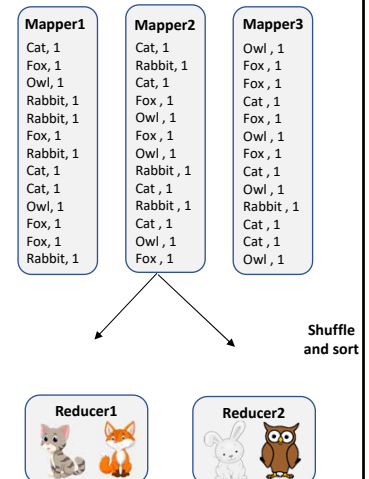 Mapper1
Cat, 1
Fox, 1
Owl, 1
Rabbit, 1
Rabbit, 1
Fox, 1
Rabbit, 1
Cat, 1
Cat, 1
Owl, 1
Fox, 1
Fox, 1
Rabbit, 1
Mapper2
Cat, 1
Rabbit, 1
Cat, 1
Fox , 1
Owl , 1
Fox , 1
Owl , 1
Rabbit , 1
Cat , 1
Rabbit , 1
Cat , 1
Owl , 1
Fox , 1
Mapper3
Owl , 1
Fox , 1
Fox , 1
Cat , 1
Fox , 1
Owl , 1
Fox , 1
Cat , 1
Owl , 1
Rabbit , 1
Cat , 1
Cat , 1
Owl , 1
Shuffle
and sort
Reducer1
Reducer2